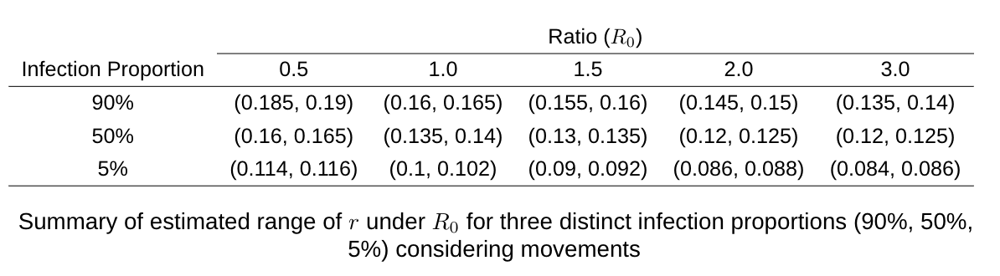 Ratio (R₀)
Infection Proportion 0.5 1.0 1.5 2.0 3.0
90% (0.185, 0.19) (0.16, 0.165) (0.155, 0.16) (0.145, 0.15) (0.135, 0.14)
50% (0.16, 0.165) (0.135, 0.14) (0.13, 0.135) (0.12, 0.125) (0.12, 0.125)
5% (0.114, 0.116) (0.1, 0.102) (0.09, 0.092) (0.086, 0.088) (0.084, 0.086)
Summary of estimated range of r under R₀ for three distinct infection proportions (90%, 50%,
5%) considering movements